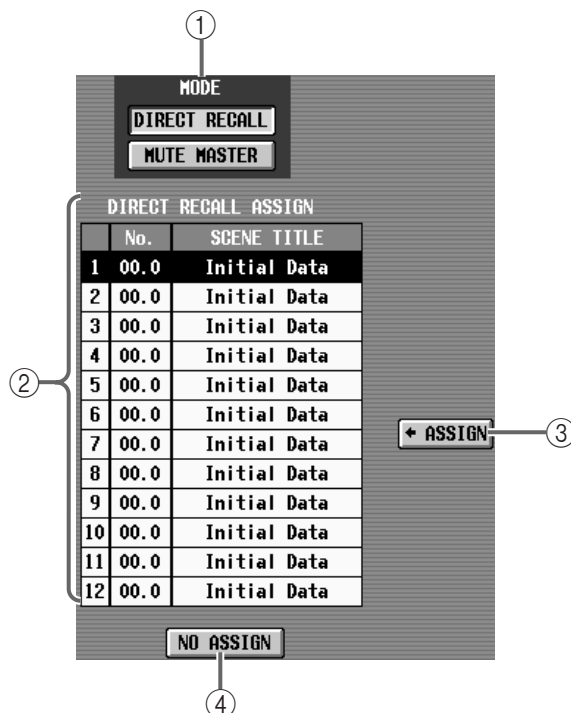 ①
MODE
DIRECT RECALL
MUTE MASTER
DIRECT RECALL ASSIGN
No. SCENE TITLE
1 00.0 Initial Data
2 00.0 Initial Data
3 00.0 Initial Data
4 00.0 Initial Data
5 00.0 Initial Data
6 00.0 Initial Data
7 00.0 Initial Data
8 00.0 Initial Data
9 00.0 Initial Data
10 00.0 Initial Data
11 00.0 Initial Data
12 00.0 Initial Data
②
← ASSIGN
③
NO ASSIGN
④